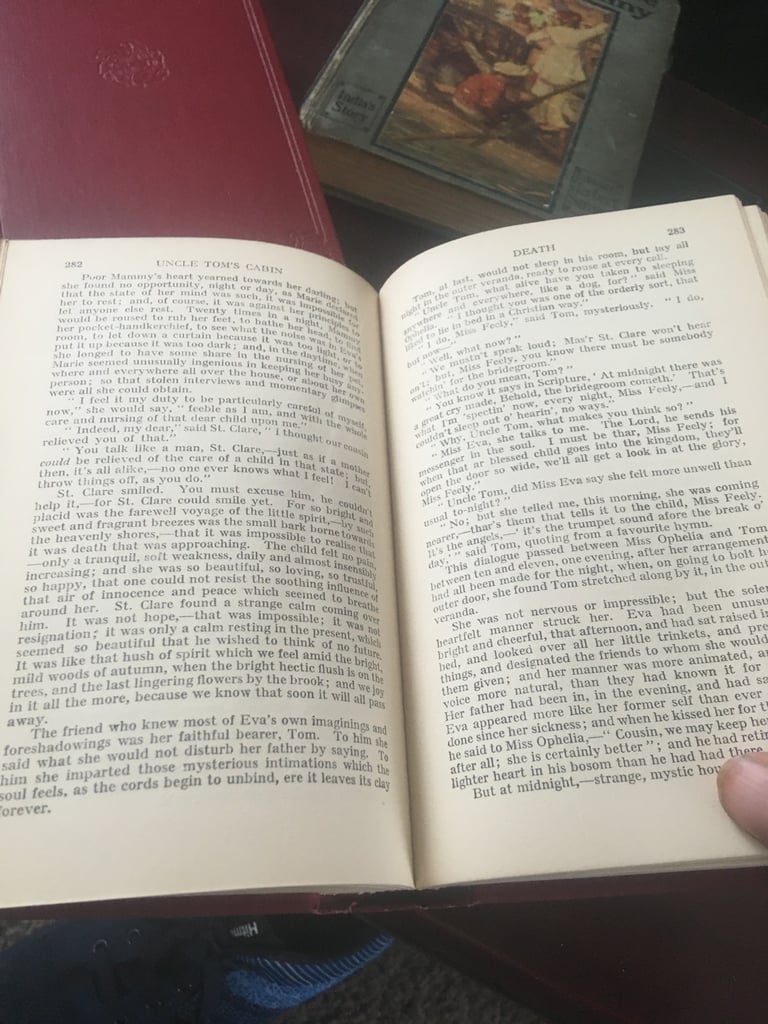 India's
Story
282
UNCLE TOM'S CABIN
Poor Mammy's heart yearned towards her darling; but
she found no opportunity, night or day, as Marie declared
that the state of her mind was such, it was impossible for
her to rest; and, of course, it was against her principles to
let anyone else rest. Twenty times in a night, Mammy
would be roused to rub her feet, to bathe her head, to find
her pocket-handkerchief, to see what the noise was in Eva's
room, to let down a curtain because it was too light, or to
put it up because it was too dark; and, in the daytime, when
she longed to have some share in the nursing of her pet,
Marie seemed unusually ingenious in keeping her busy any-
where and everywhere all over the house, or about her own
person; so that stolen interviews and momentary glimpses
were all she could obtain.
"I feel it my duty to be particularly careful of myself,
now," she would say, "feeble as I am, and with the whole
care and nursing of that dear child upon me."
"Indeed, my dear," said St. Clare, "I thought our cousin
relieved you of that."
"You talk like a man, St. Clare,—just as if a mother
could be relieved of the care of a child in that state; but,
then, it's all alike,—no one ever knows what I feel! I can't
throw things off, as you do."
St. Clare smiled. You must excuse him, he couldn't
help it,—for St. Clare could smile yet. For so bright and
placid was the farewell voyage of the little spirit,—by such
sweet and fragrant breezes was the small bark borne towards
the heavenly shores,—that it was impossible to realise that
it was death that was approaching. The child felt no pain,
—only a tranquil, soft weakness, daily and almost insensibly
increasing; and she was so beautiful, so loving, so trustful,
so happy, that one could not resist the soothing influence of
that air of innocence and peace which seemed to breathe
around her. St. Clare found a strange calm coming over
him. It was not hope,—that was impossible; it was not
resignation; it was only a calm resting in the present, which
seemed so beautiful that he wished to think of no future.
It was like that hush of spirit which we feel amid the bright,
mild woods of autumn, when the bright hectic flush is on the
trees, and the last lingering flowers by the brook; and we joy
in it all the more, because we know that soon it will all pass
away.
The friend who knew most of Eva's own imaginings and
foreshadowings was her faithful bearer, Tom. To him she
said what she would not disturb her father by saying. To
him she imparted those mysterious intimations which the
soul feels, as the cords begin to unbind, ere it leaves its clay
forever.
DEATH
283
Tom, at last, would not sleep in his room, but lay all
night in the outer veranda, ready to rouse at every call.
"Uncle Tom, what alive have you taken to sleeping
anywhere and everywhere, like a dog, for?" said Miss
Ophelia. "I thought you was one of the orderly sort, that
liked to lie in bed in a Christian way."
"I do, Miss Feely," said Tom, mysteriously. "I do,
but now—"
"Well, what now?"
"We mustn't speak loud; Mas'r St. Clare won't hear
on't; but, Miss Feely, you know there must be somebody
watchin' for the bridegroom."
"What do you mean, Tom?"
"You know it says in Scripture, 'At midnight there was
a great cry made, Behold, the bridegroom cometh.' That's
what I'm 'spectin' now, every night, Miss Feely,—and I
couldn't sleep out o' hearin', no ways."
"Why, Uncle Tom, what makes you think so?"
"Miss Eva, she talks to me. The Lord, he sends his
messenger in the soul. I must be thar, Miss Feely; for
when that ar blessed child goes into the kingdom, they'll
open the door so wide, we'll all get a look in at the glory,
Miss Feely."
"Uncle Tom, did Miss Eva say she felt more unwell than
usual to-night?"
"No; but she told me, this morning, she was coming
nearer,—thar's them that tells it to the child, Miss Feely.
It's the angels,—'it's the trumpet sound afore the break o'
day,'" said Tom, quoting from a favourite hymn.
This dialogue passed between Miss Ophelia and Tom
between ten and eleven, one evening, after her arrangement
had all been made for the night, when, on going to bolt h
outer door, she found Tom stretched along by it, in the out
veranda.
She was not nervous or impressible; but the solem
heartfelt manner struck her. Eva had been unusu
bright and cheerful, that afternoon, and had sat raised in
bed, and looked over all her little trinkets, and pre
things, and designated the friends to whom she would
them given; and her manner was more animated, an
voice more natural, than they had known it for
Her father had been in, in the evening, and had sa
Eva appeared more like her former self than ever
done since her sickness; and when he kissed her for th
he said to Miss Ophelia,—"Cousin, we may keep he
after all; she is certainly better"; and he had retir
lighter heart in his bosom than he had had there
But at midnight,—strange, mystic hou